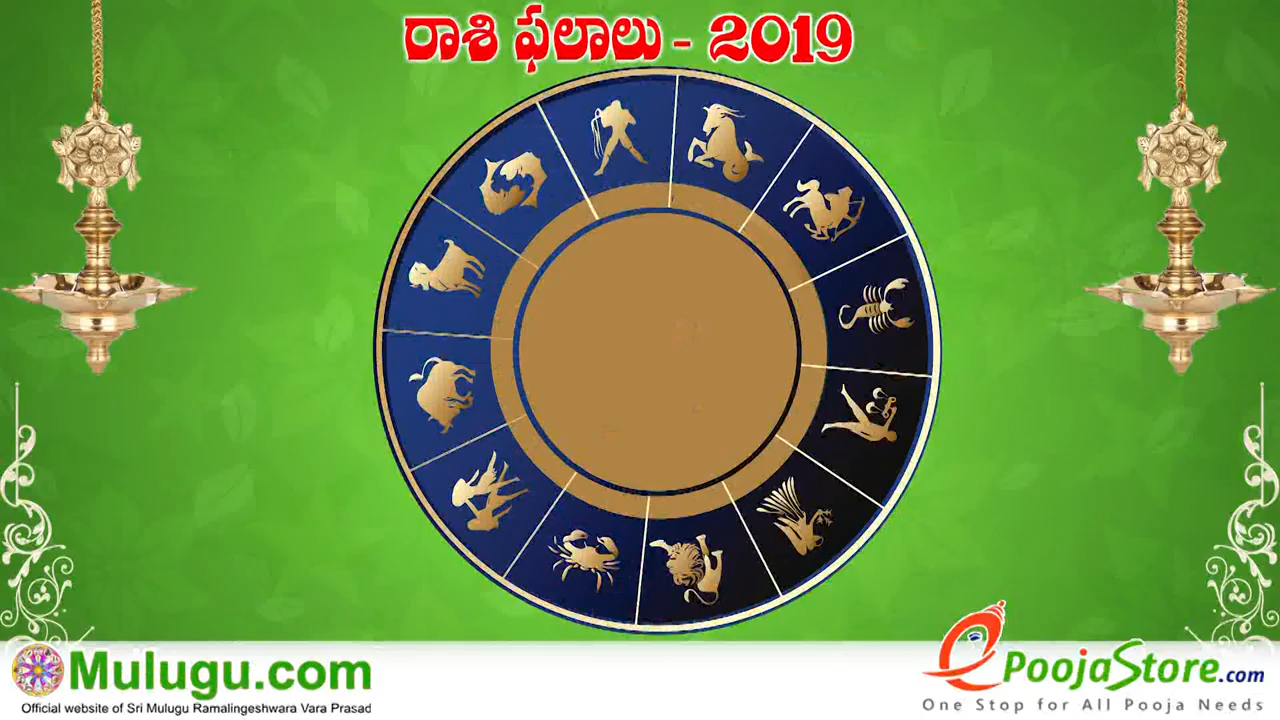 రాశి ఫలాలు - 2019
Mulugu.com
Official website of Sri Mulugu Ramalingeshwara Vara Prasad
ePoojaStore.com
One Stop for All Pooja Needs